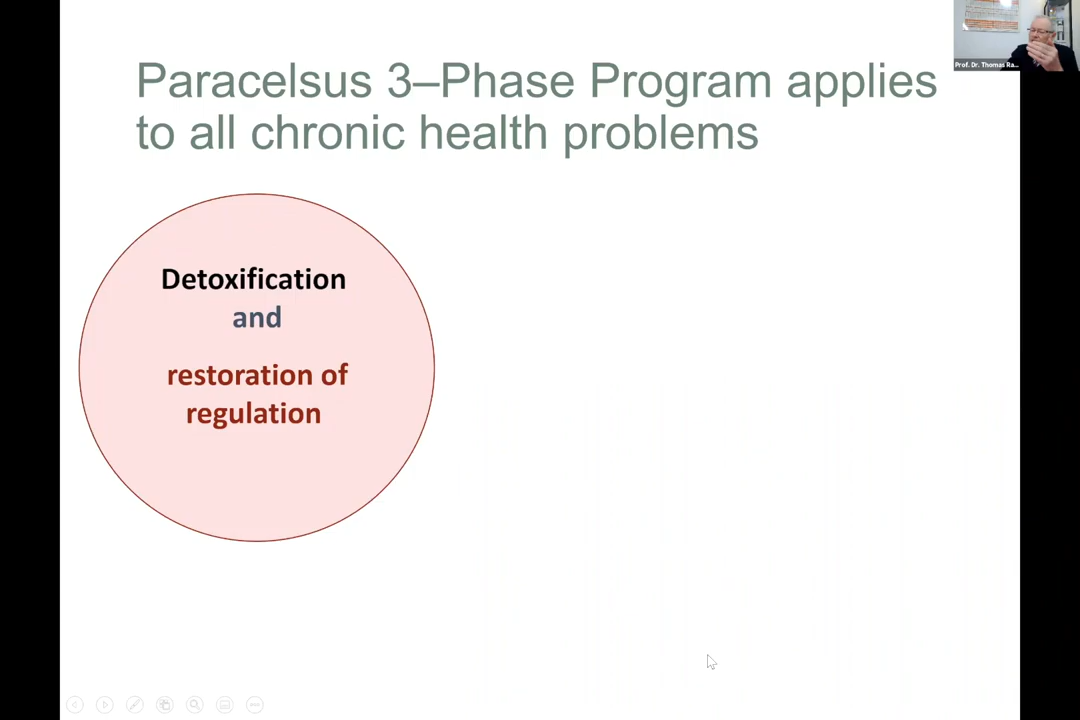 Paracelsus 3–Phase Program applies
to all chronic health problems
Prof. Dr. Thomas Ra...
Detoxification
and
restoration of
regulation